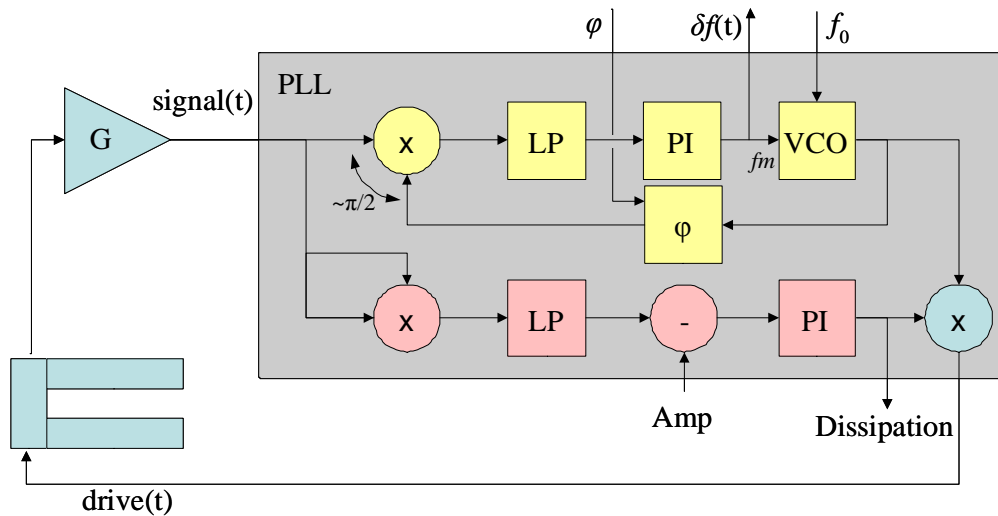 φ
δf(t)
f0
PLL
signal(t)
G
x
LP
PI
fm
VCO
~π/2
φ
x
LP
-
PI
x
Amp
Dissipation
drive(t)